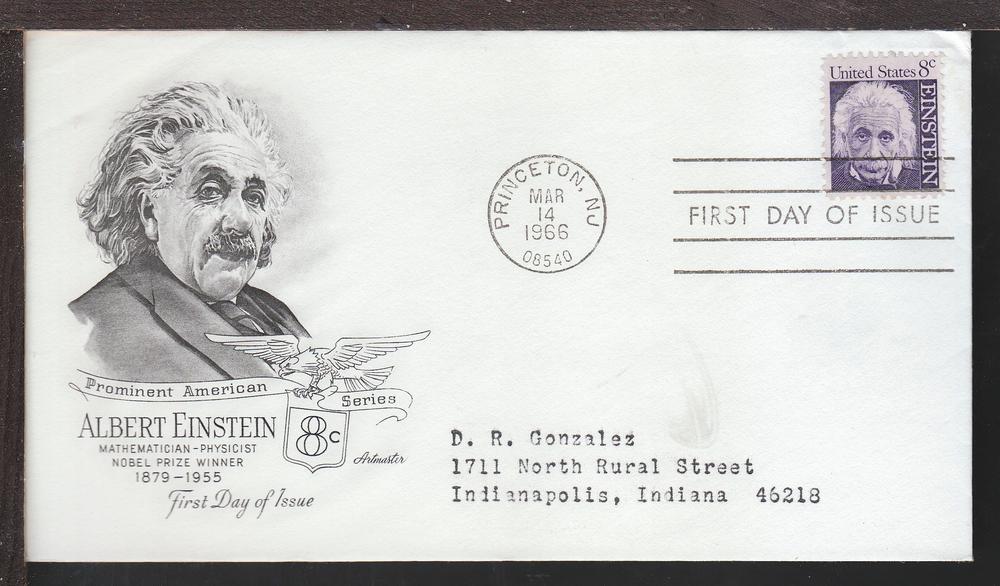 United States 8c
EINSTEIN
PRINCETON, NJ
MAR
14
1966
08540
FIRST DAY OF ISSUE
Prominent American
Series
ALBERT EINSTEIN
MATHEMATICIAN-PHYSICIST
NOBEL PRIZE WINNER
1879-1955
First Day of Issue
8c
Artmaster
D. R. Gonzalez
1711 North Rural Street
Indianapolis, Indiana 46218